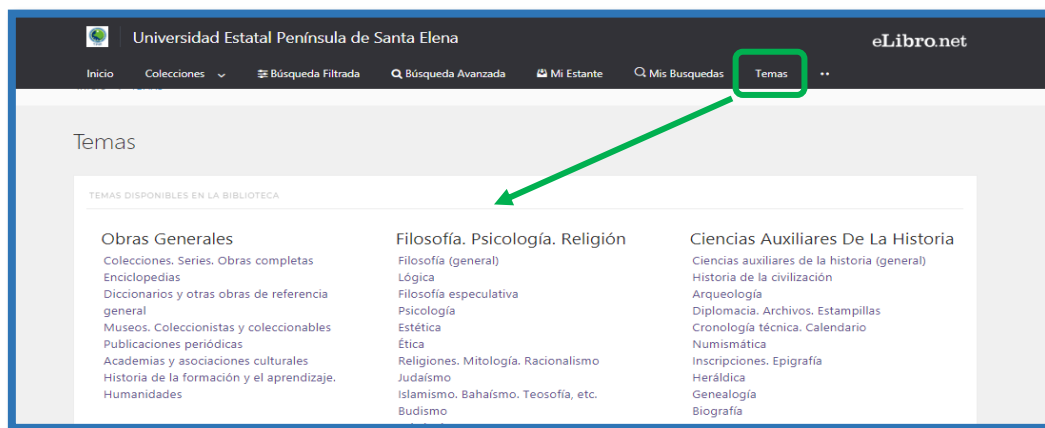 Universidad Estatal Península de Santa Elena
eLibro.net
Inicio Colecciones Búsqueda Filtrada Búsqueda Avanzada Mi Estante Mis Busquedas Temas ..
Temas
TEMAS DISPONIBLES EN LA BIBLIOTECA
Obras Generales
Colecciones. Series. Obras completas
Enciclopedias
Diccionarios y otras obras de referencia
general
Museos. Coleccionistas y coleccionables
Publicaciones periódicas
Academias y asociaciones culturales
Historia de la formación y el aprendizaje.
Humanidades
Filosofía. Psicología. Religión
Filosofía (general)
Lógica
Filosofía especulativa
Psicología
Estética
Ética
Religiones. Mitología. Racionalismo
Judaísmo
Islamismo. Bahaísmo. Teosofía, etc.
Budismo
Ciencias Auxiliares De La Historia
Ciencias auxiliares de la historia (general)
Historia de la civilización
Arqueología
Diplomacia. Archivos. Estampillas
Cronología técnica. Calendario
Numismática
Inscripciones. Epigrafía
Heráldica
Genealogía
Biografía